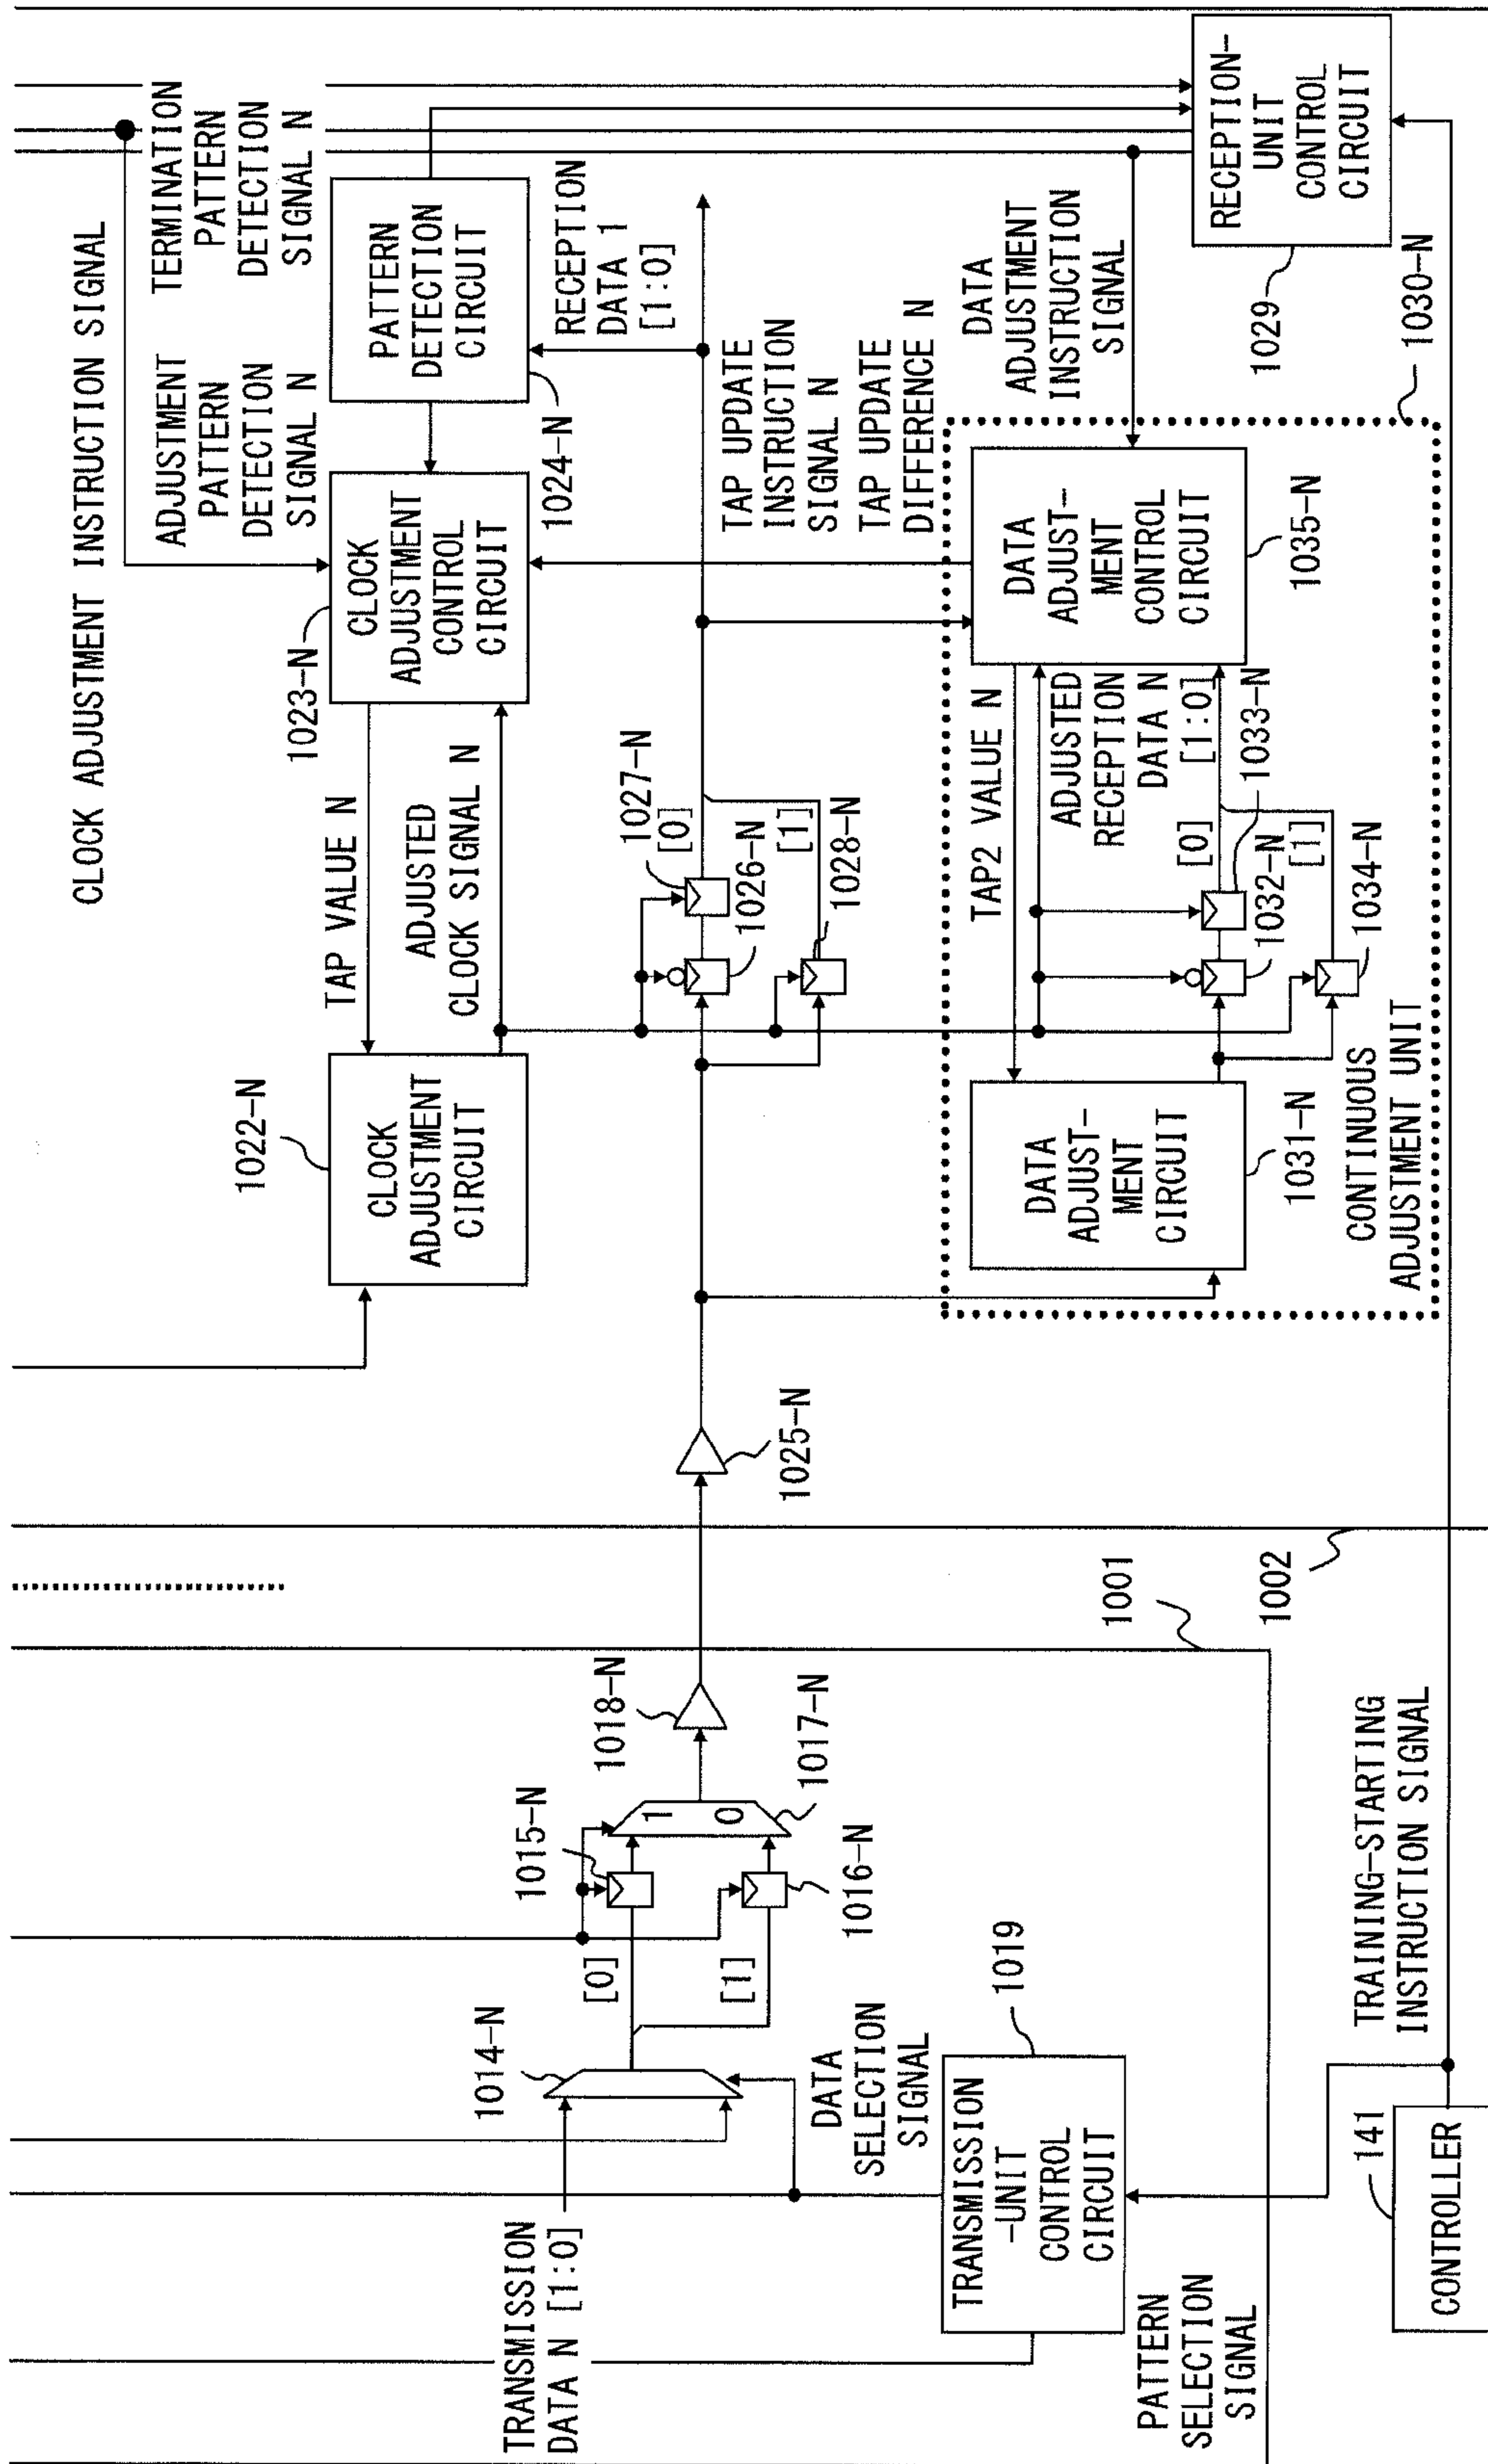 CLOCK ADJUSTMENT INSTRUCTION SIGNAL
TERMINATION
PATTERN
DETECTION
SIGNAL N
ADJUSTMENT
PATTERN
DETECTION
SIGNAL N
1022-N
CLOCK
ADJUSTMENT
CIRCUIT
TAP VALUE N
ADJUSTED
CLOCK SIGNAL N
1023-N
CLOCK
ADJUSTMENT
CONTROL
CIRCUIT
PATTERN
DETECTION
CIRCUIT
1024-N
RECEPTION
DATA 1
[1:0]
1014-N
[0]
[1]
1015-N
1016-N
1
0
1017-N
1018-N
1025-N
1027-N
[0]
1026-N
[1]
1028-N
TAP UPDATE
INSTRUCTION
SIGNAL N
TAP UPDATE
DIFFERENCE N
DATA
ADJUSTMENT
INSTRUCTION
SIGNAL
TRANSMISSION
DATA N [1:0]
DATA
SELECTION
SIGNAL
TRANSMISSION
-UNIT
CONTROL
CIRCUIT
1019
PATTERN
SELECTION
SIGNAL
1001
1002
DATA
ADJUST-
MENT
CIRCUIT
1031-N
TAP2 VALUE N
ADJUSTED
RECEPTION
DATA N
[1:0]
[0]
1032-N
1033-N
[1]
1034-N
DATA
ADJUST-
MENT
CONTROL
CIRCUIT
1035-N
CONTINUOUS
ADJUSTMENT UNIT
1030-N
RECEPTION-
UNIT
CONTROL
CIRCUIT
1029
141
CONTROLLER
TRAINING-STARTING
INSTRUCTION SIGNAL